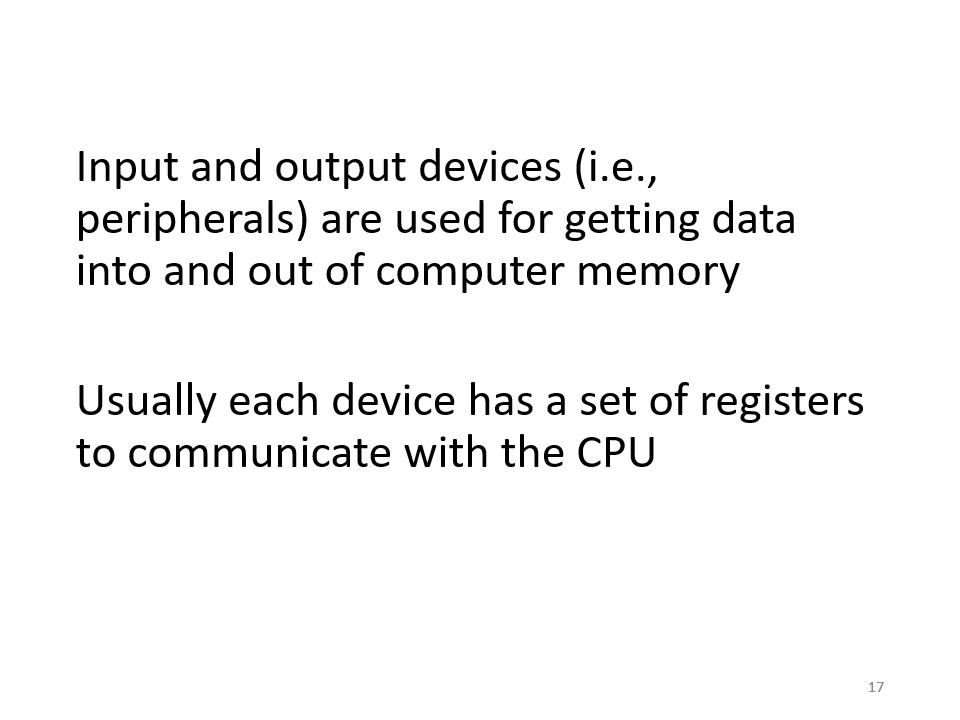 Input and output devices (i.e.,
peripherals) are used for getting data
into and out of computer memory
Usually each device has a set of registers
to communicate with the CPU
17